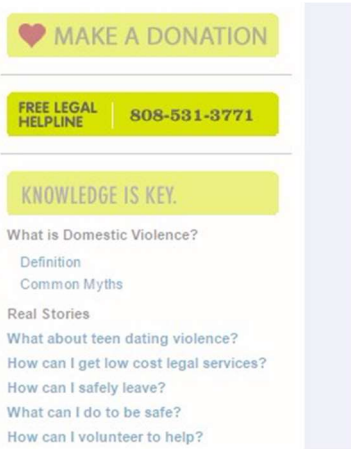 MAKE A DONATION
FREE LEGAL
HELPLINE
808-531-3771
KNOWLEDGE IS KEY.
What is Domestic Violence?
Definition
Common Myths
Real Stories
What about teen dating violence?
How can I get low cost legal services?
How can I safely leave?
What can I do to be safe?
How can I volunteer to help?